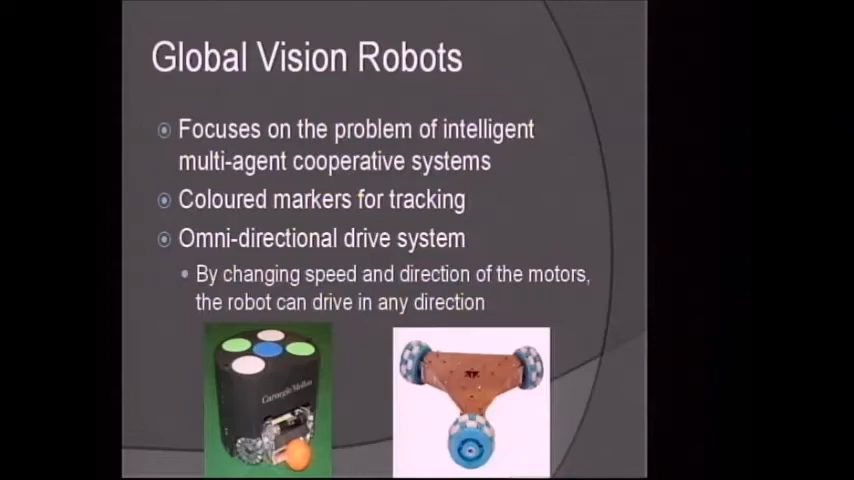 Global Vision Robots
Focuses on the problem of intelligent
multi-agent cooperative systems
Coloured markers for tracking
Omni-directional drive system
By changing speed and direction of the motors,
the robot can drive in any direction
Carnegie Mellon